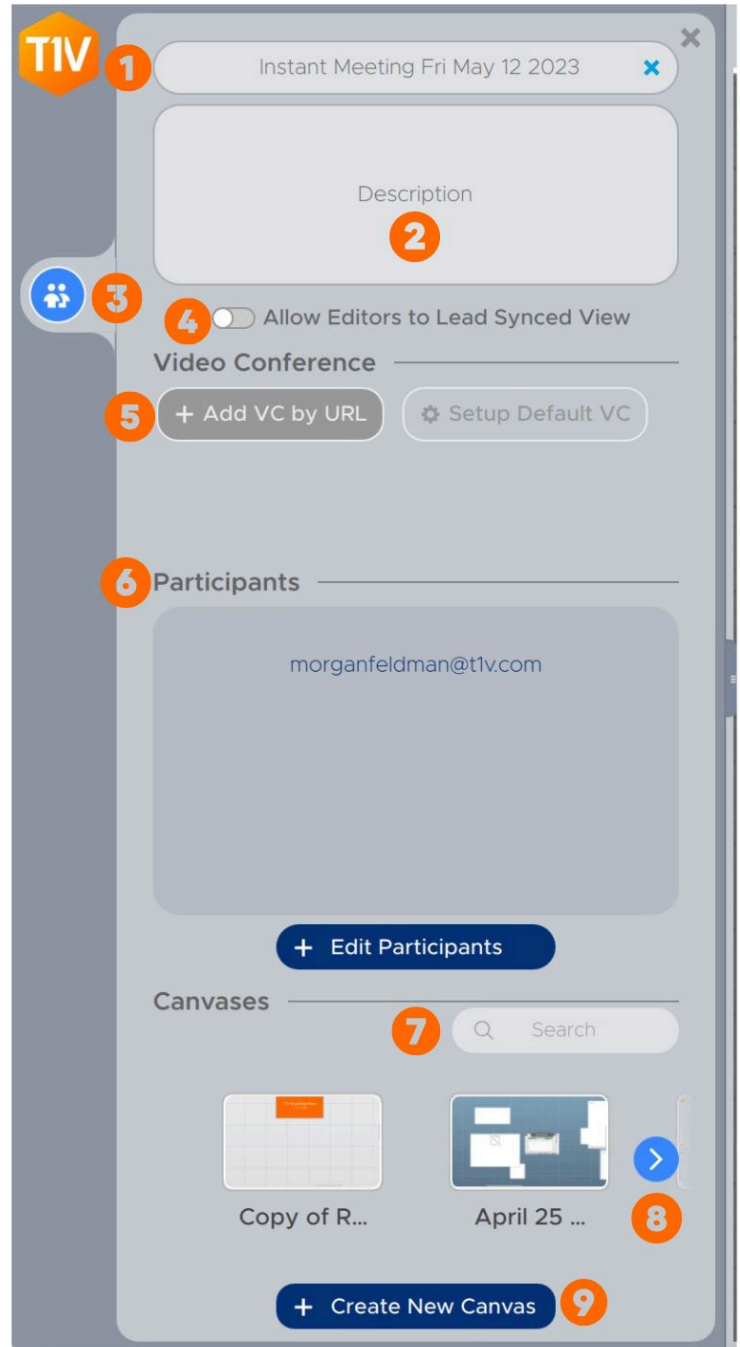 T1V
1 Instant Meeting Fri May 12 2023
Description
2
3
4 Allow Editors to Lead Synced View
Video Conference
5 + Add VC by URL Setup Default VC
6 Participants
morganfeldman@t1v.com
+ Edit Participants
Canvases
7 Search
Copy of R... April 25 ...
8
+ Create New Canvas 9